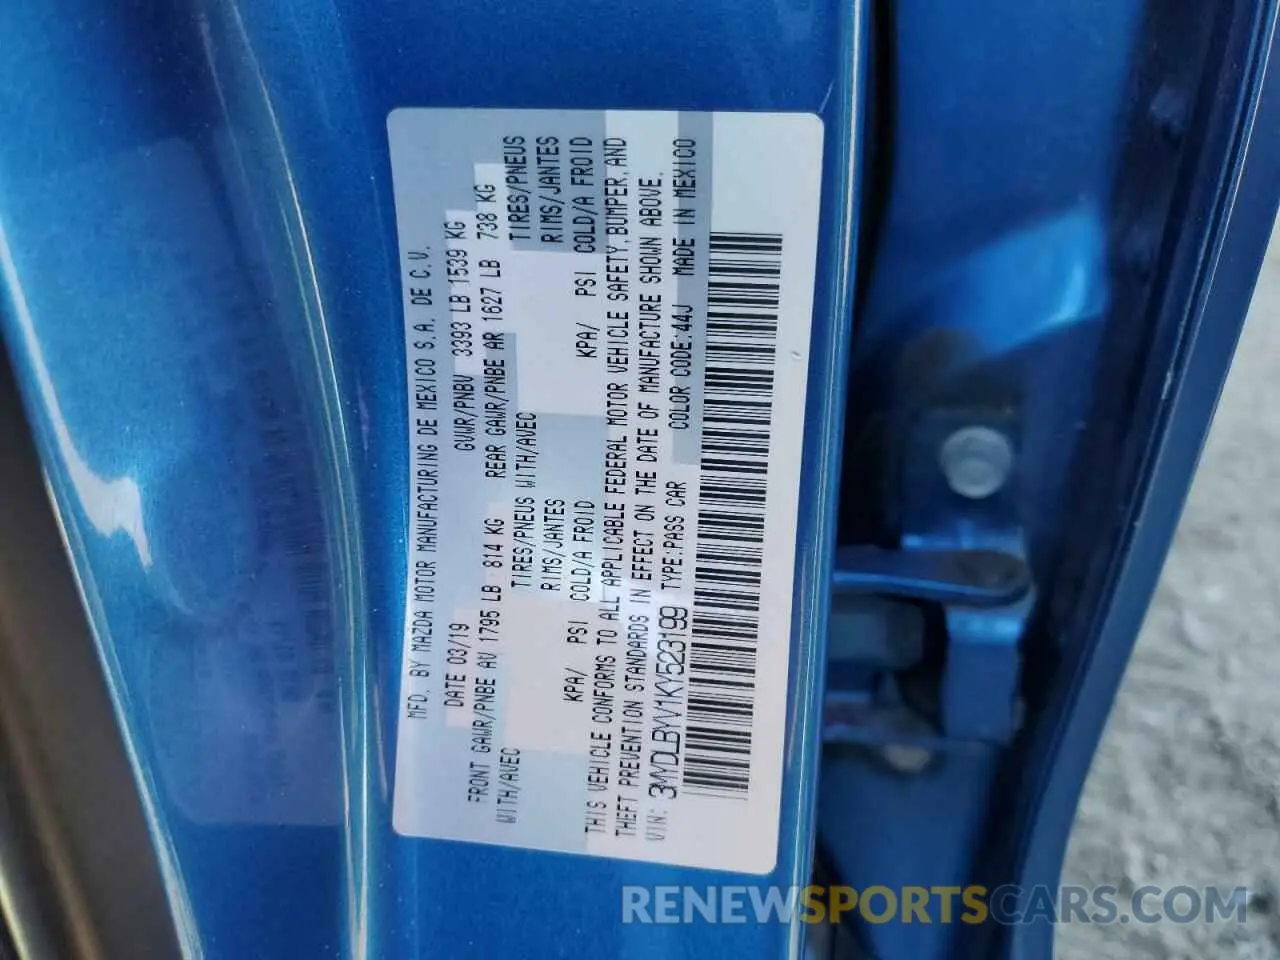 MFD. BY MAZDA MOTOR MANUFACTURING DE MEXICO S.A. DE C.V.
DATE 03/19 GVWR/PNBV 3393 LB 1539 KG
FRONT GAWR/PNBE AV 1795 LB 814 KG REAR GAWR/PNBE AR 1627 LB 738 KG
WITH/AVEC TIRES/PNEUS WITH/AVEC TIRES/PNEUS
RIMS/JANTES RIMS/JANTES
KPA/ PSI COLD/A FROID KPA/ PSI COLD/A FROID
THIS VEHICLE CONFORMS TO ALL APPLICABLE FEDERAL MOTOR VEHICLE SAFETY, BUMPER, AND
THEFT PREVENTION STANDARDS IN EFFECT ON THE DATE OF MANUFACTURE SHOWN ABOVE.
VIN: 3MYDLBYV1KY523199 TYPE:PASS CAR COLOR CODE:44J MADE IN MEXICO
RENEWSPORTSCARS.COM